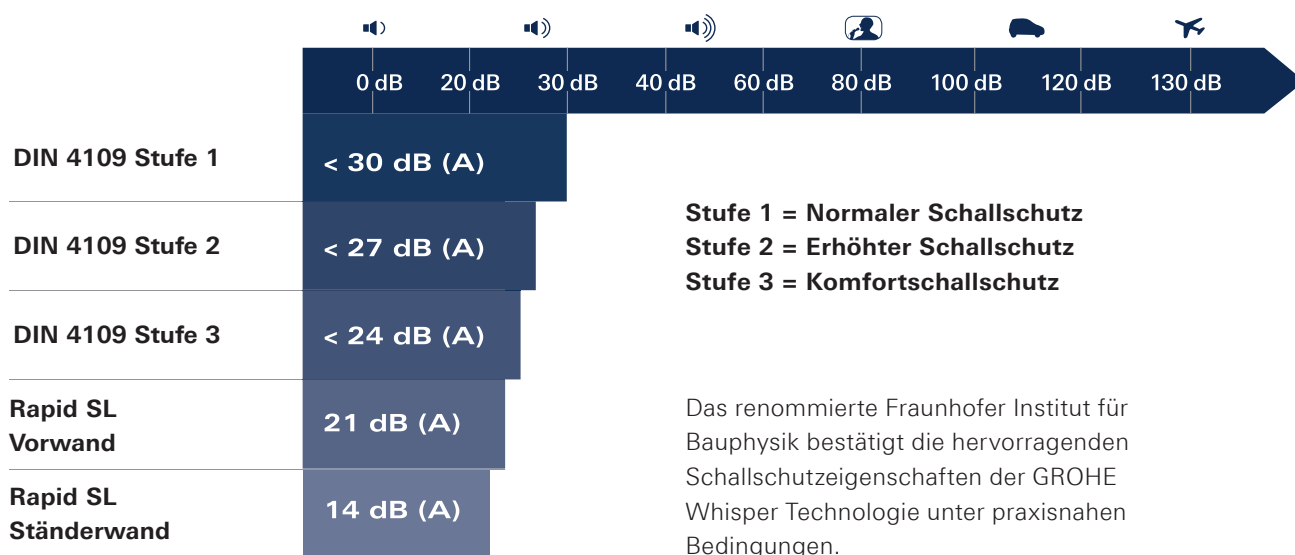 0 dB 20 dB 30 dB 40 dB 60 dB 80 dB 100 dB 120 dB 130 dB
DIN 4109 Stufe 1
< 30 dB (A)
DIN 4109 Stufe 2
< 27 dB (A)
DIN 4109 Stufe 3
< 24 dB (A)
Rapid SL
Vorwand
21 dB (A)
Rapid SL
Ständerwand
14 dB (A)
Stufe 1 = Normaler Schallschutz
Stufe 2 = Erhöhter Schallschutz
Stufe 3 = Komfortschallschutz
Das renommierte Fraunhofer Institut für
Bauphysik bestätigt die hervorragenden
Schallschutzeigenschaften der GROHE
Whisper Technologie unter praxisnahen
Bedingungen.